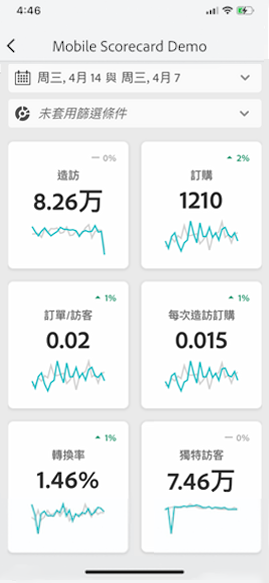 4:46
Mobile Scorecard Demo
周三, 4月 14 與 周三, 4月 7
未套用篩選條件
— 0%
造訪
8.26万
2%
訂購
1210
1%
訂單/訪客
0.02
1%
每次造訪訂購
0.015
1%
轉換率
1.46%
— 0%
獨特訪客
7.46万